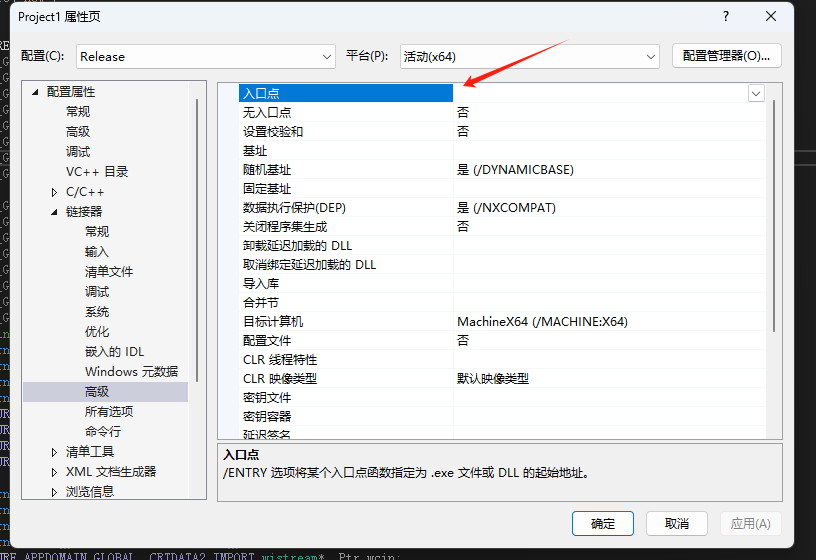 Project1 属性页
?
配置(C): Release 平台(P): 活动(x64) 配置管理器(O)...
配置属性
常规
高级
调试
VC++ 目录
C/C++
链接器
常规
输入
清单文件
调试
系统
优化
嵌入的 IDL
Windows 元数据
高级
所有选项
命令行
清单工具
XML 文档生成器
浏览信息
入口点
无入口点 否
设置校验和 否
基址
随机基址 是 (/DYNAMICBASE)
固定基址
数据执行保护(DEP) 是 (/NXCOMPAT)
关闭程序集生成 否
卸载延迟加载的 DLL
取消绑定延迟加载的 DLL
导入库
合并节
目标计算机 MachineX64 (/MACHINE:X64)
配置文件 否
CLR 线程特性
CLR 映像类型 默认映像类型
密钥文件
密钥容器
延迟签名
入口点
/ENTRY 选项将某个入口点函数指定为 .exe 文件或 DLL 的起始地址。
确定 取消 应用(A)
URE APPDOMAIN GLOBAL _CRTDATA2_IMPORT wistream* _Ptr_wcin;